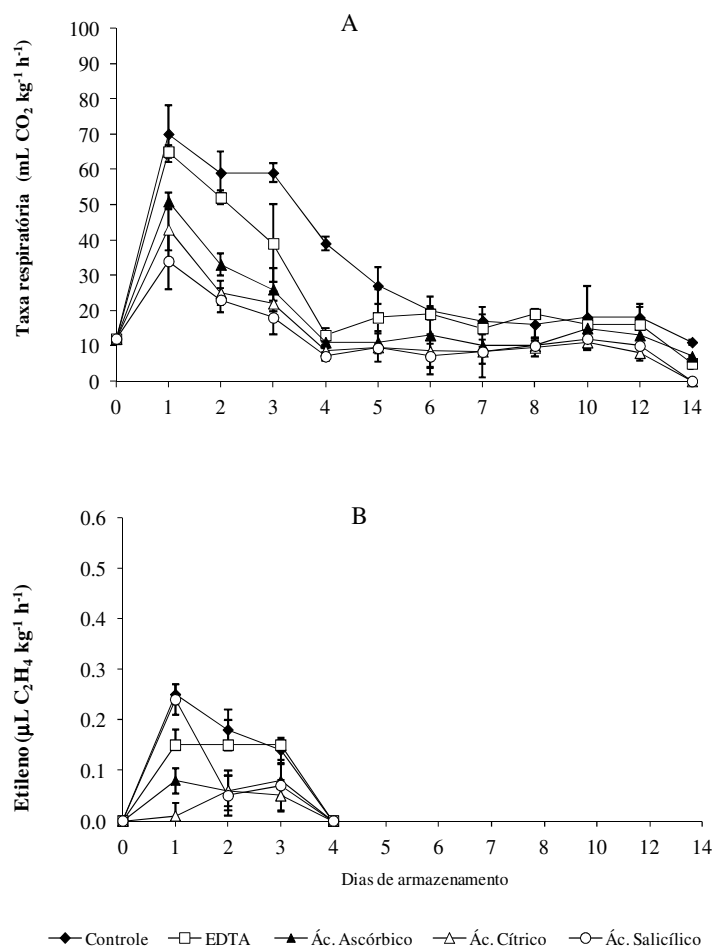 A
Taxa respiratória (mL CO₂ kg⁻¹ h⁻¹)
100
90
80
70
60
50
40
30
20
10
0
0 1 2 3 4 5 6 7 8 10 12 14
B
Etileno (µL C₂H₄ kg⁻¹ h⁻¹)
0.6
0.5
0.4
0.3
0.2
0.1
0.0
0 1 2 3 4 5 6 7 8 10 12 14
Dias de armazenamento
Controle EDTA Ác. Ascórbico Ác. Cítrico Ác. Salicílico